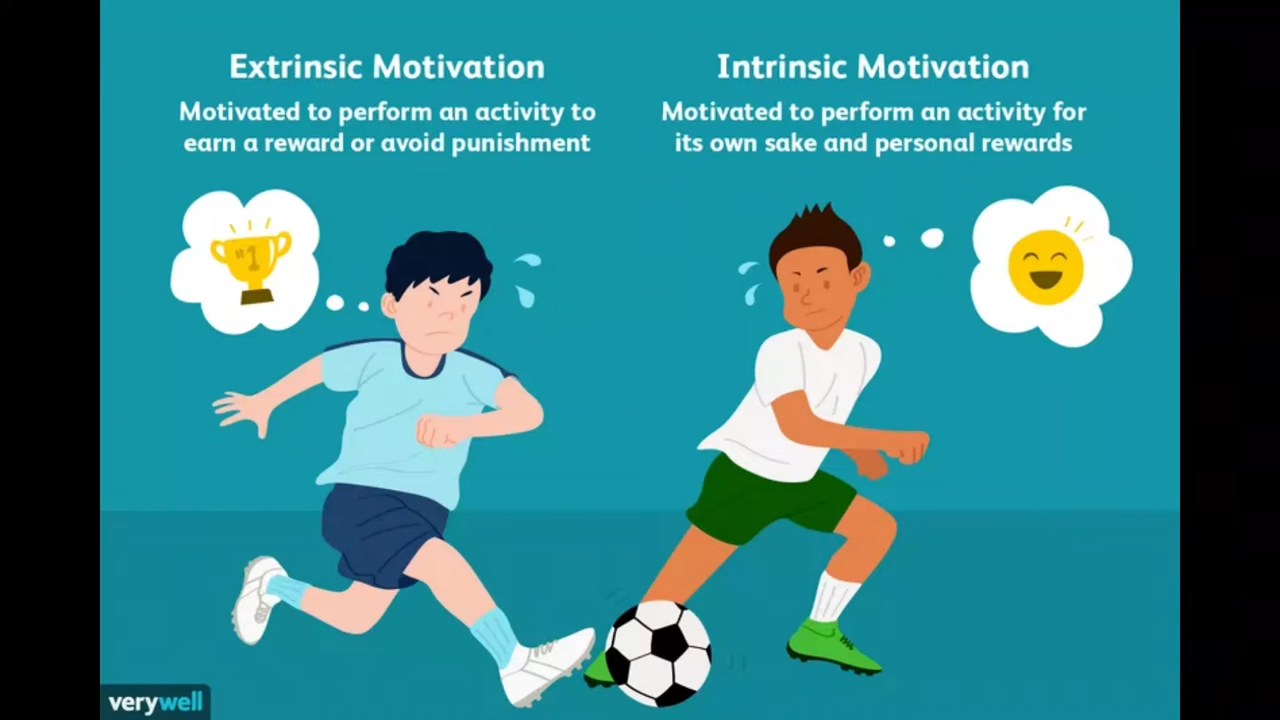 Extrinsic Motivation
Motivated to perform an activity to
earn a reward or avoid punishment
Intrinsic Motivation
Motivated to perform an activity for
its own sake and personal rewards
#1
verywell